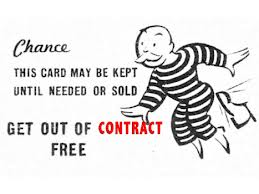 Chance
THIS CARD MAY BE KEPT
UNTIL NEEDED OR SOLD
GET OUT OF CONTRACT
FREE